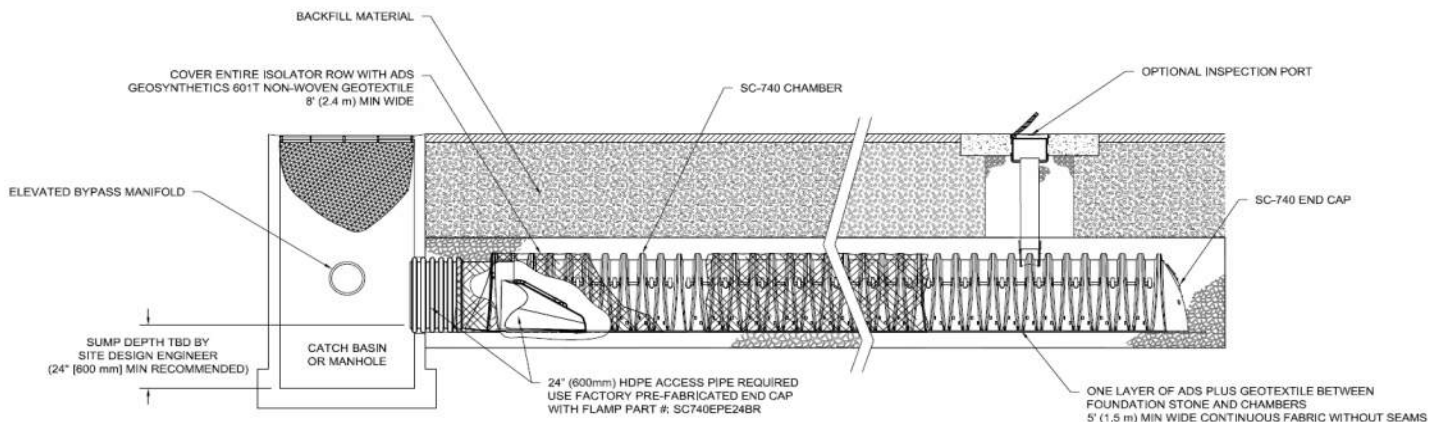 BACKFILL MATERIAL
COVER ENTIRE ISOLATOR ROW WITH ADS
GEOSYNTHETICS 601T NON-WOVEN GEOTEXTILE
8' (2.4 m) MIN WIDE
SC-740 CHAMBER
OPTIONAL INSPECTION PORT
ELEVATED BYPASS MANIFOLD
SC-740 END CAP
SUMP DEPTH TBD BY
SITE DESIGN ENGINEER
(24" [600 mm] MIN RECOMMENDED)
CATCH BASIN
OR MANHOLE
24" (600mm) HDPE ACCESS PIPE REQUIRED
USE FACTORY PRE-FABRICATED END CAP
WITH FLAMP PART #: SC740EPE24BR
ONE LAYER OF ADS PLUS GEOTEXTILE BETWEEN
FOUNDATION STONE AND CHAMBERS
5' (1.5 m) MIN WIDE CONTINUOUS FABRIC WITHOUT SEAMS